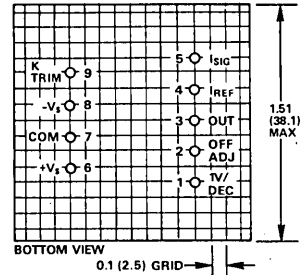 K
TRIM 9
5 ISIG
-Vs 8
4 IREF
COM 7
3 OUT
2 OFF
ADJ
+Vs 6
1 1V/
DEC
1.51
(38.1)
MAX
BOTTOM VIEW
0.1 (2.5) GRID